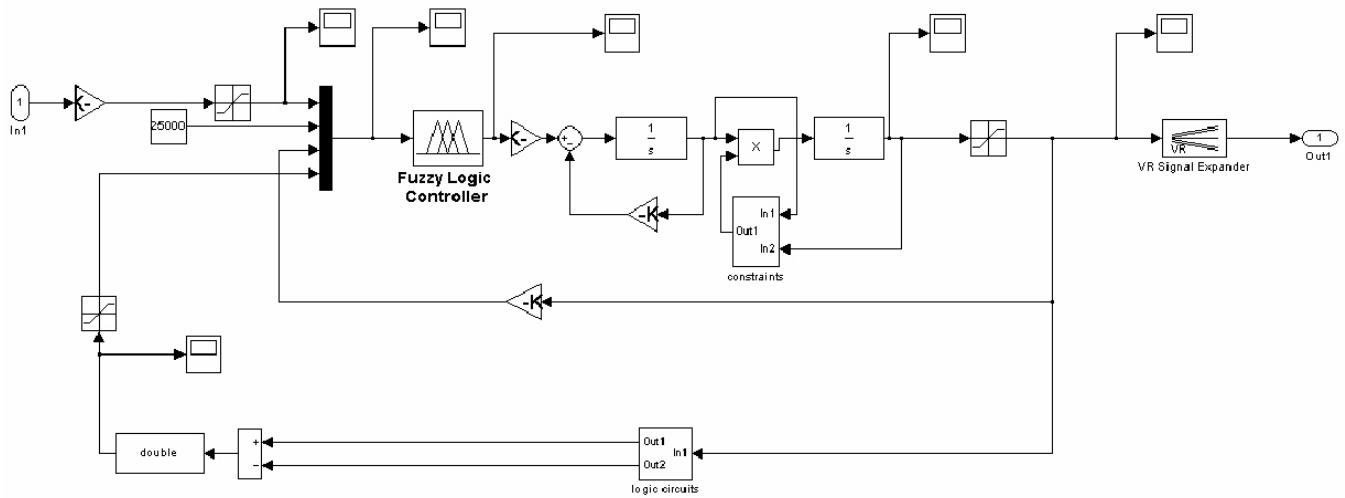 1
In1
K-
25000
Fuzzy Logic
Controller
K-
+
-
1
s
-K
x
1
s
In1
Out1
In2
constraints
VR
VR Signal Expander
1
Out1
-K
double
+
-
Out1
In1
Out2
logic circuits